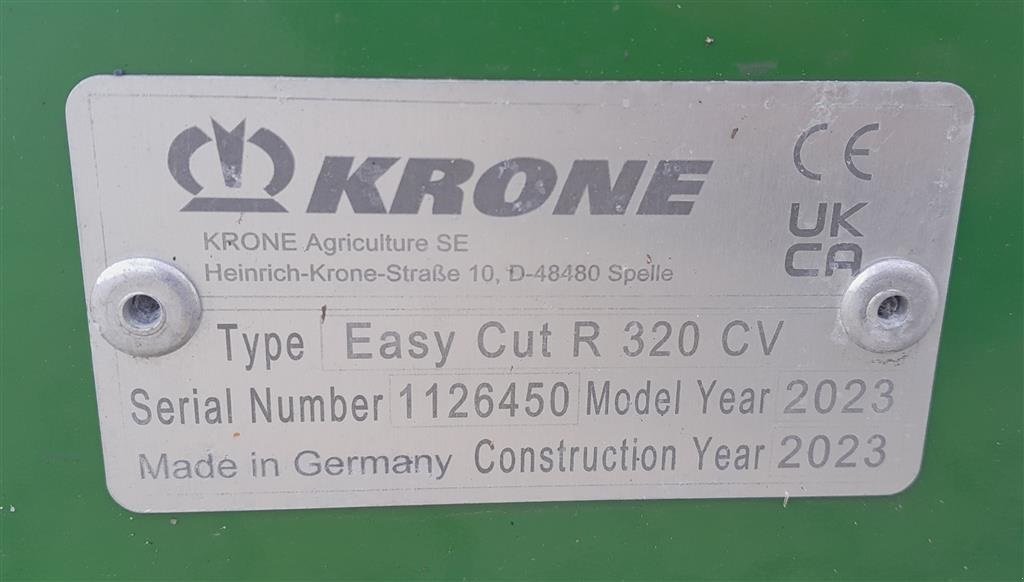 KRONE
CE
UK
CA
KRONE Agriculture SE
Heinrich-Krone-Straße 10, D-48480 Spelle
Type Easy Cut R 320 CV
Serial Number 1126450 Model Year 2023
Made in Germany Construction Year 2023